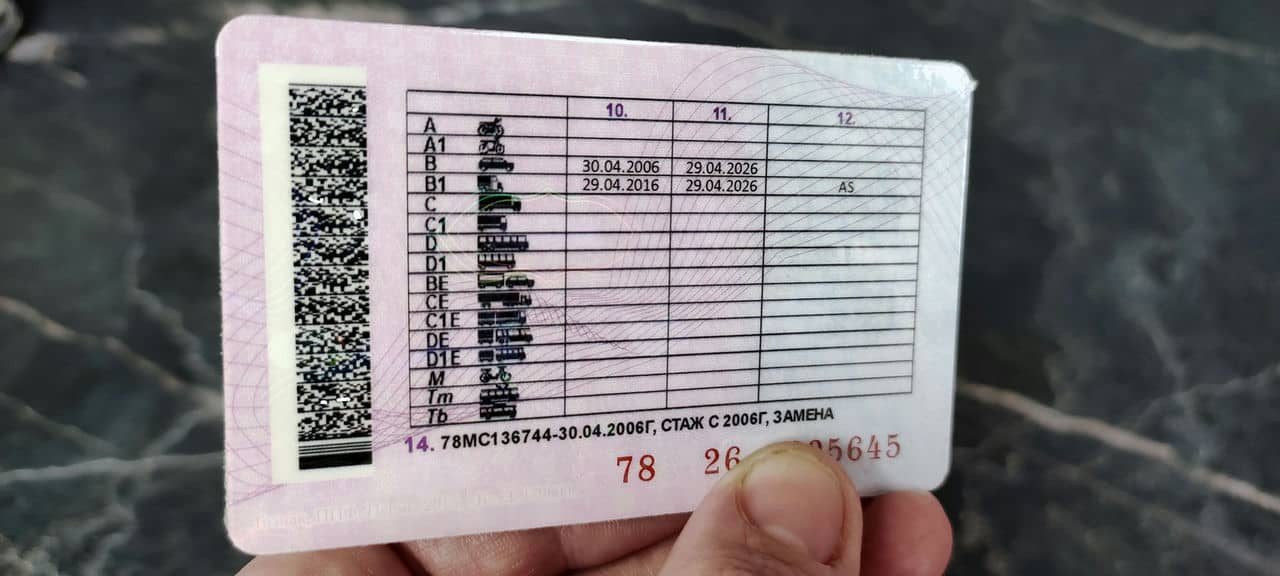 10. 11. 12.
A
A1
B 30.04.2006 29.04.2026
B1 29.04.2016 29.04.2026 AS
C
C1
D
D1
BE
CE
C1E
DE
D1E
M
Tm
Tb
14. 78МС136744-30.04.2006Г, СТАЖ С 2006Г, ЗАМЕНА
78 26 5645